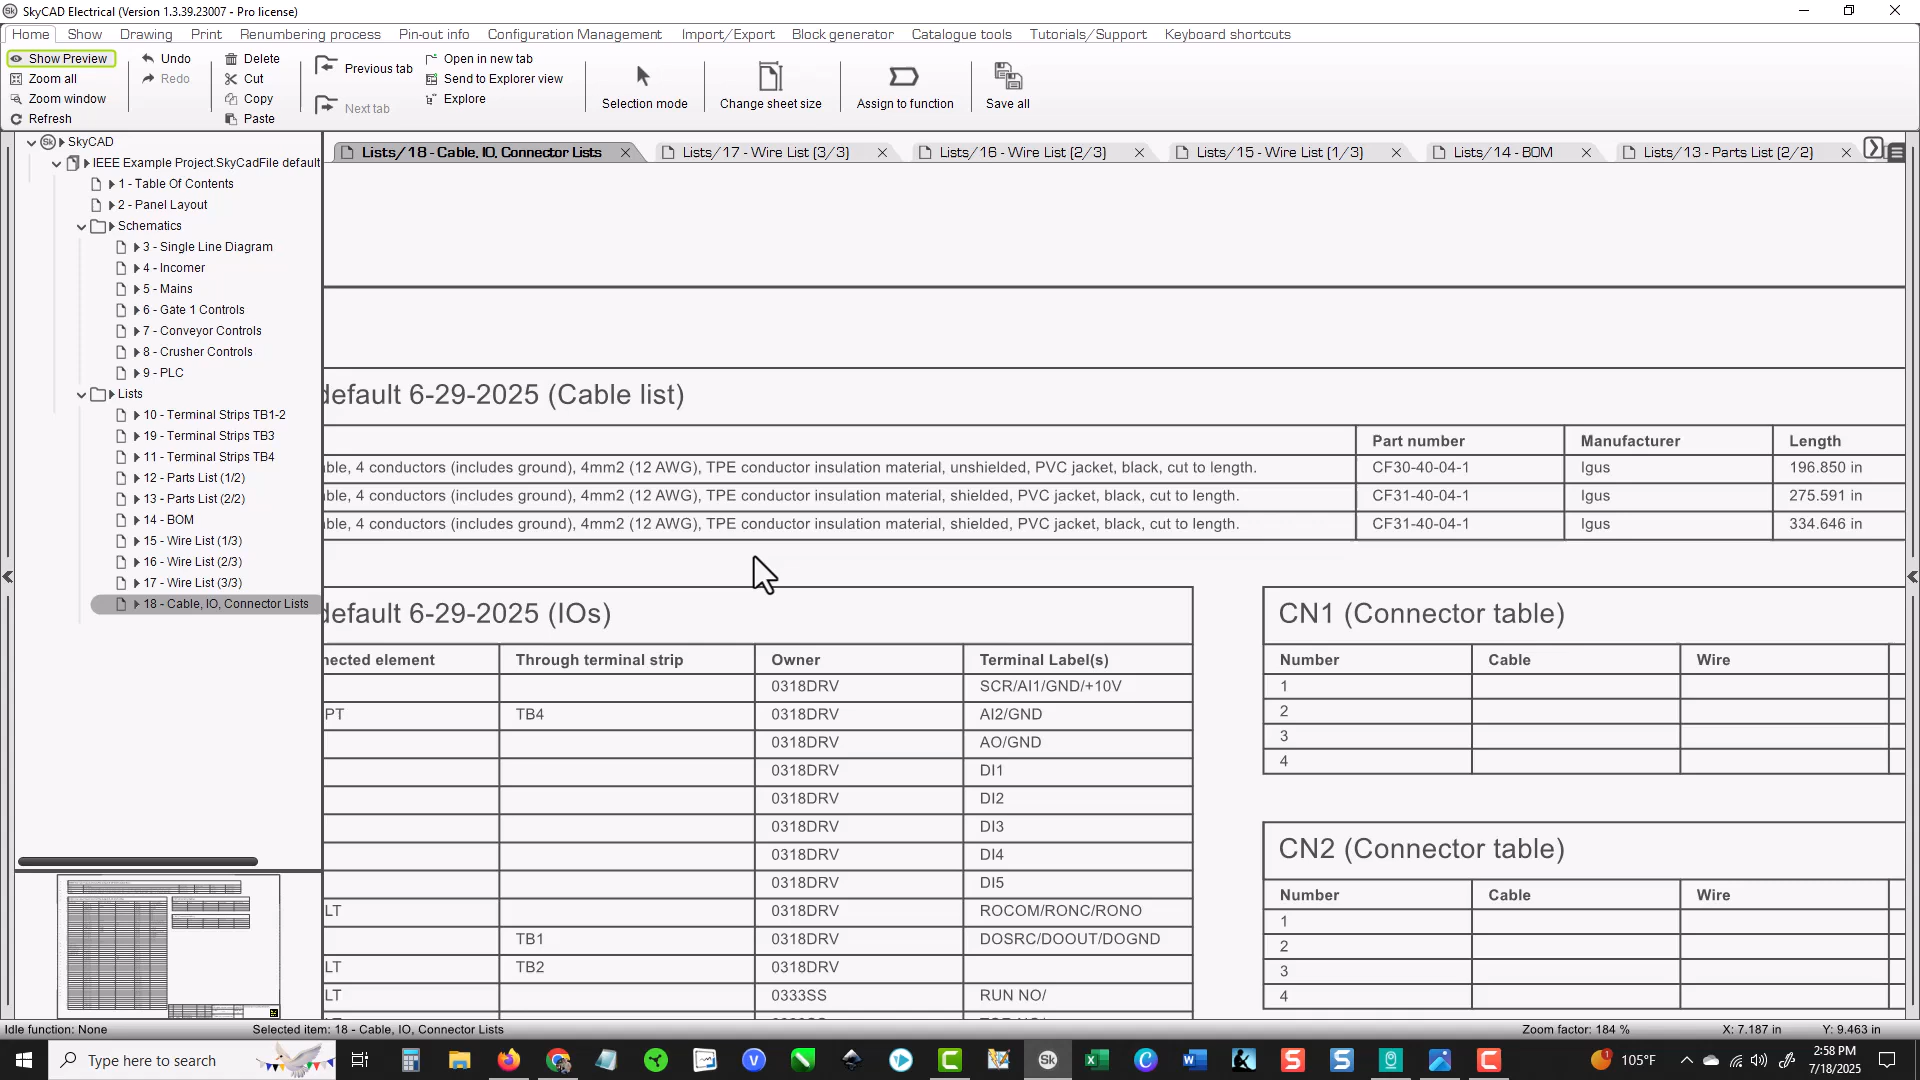 SkyCAD Electrical (Version 1.3.39.23007 - Pro license)
Home Show Drawing Print Renumbering process Pin-out info Configuration Management Import/Export Block generator Catalogue tools Tutorials/Support Keyboard shortcuts
Show Preview
Zoom all
Zoom window
Refresh
Undo
Redo
Delete
Cut
Copy
Paste
Previous tab
Next tab
Open in new tab
Send to Explorer view
Explore
Selection mode
Change sheet size
Assign to function
Save all
SkyCAD
IEEE Example Project.SkyCadFile default
1 - Table Of Contents
2 - Panel Layout
Schematics
3 - Single Line Diagram
4 - Incomer
5 - Mains
6 - Gate 1 Controls
7 - Conveyor Controls
8 - Crusher Controls
9 - PLC
Lists
10 - Terminal Strips TB1-2
19 - Terminal Strips TB3
11 - Terminal Strips TB4
12 - Parts List (1/2)
13 - Parts List (2/2)
14 - BOM
15 - Wire List (1/3)
16 - Wire List (2/3)
17 - Wire List (3/3)
18 - Cable, IO, Connector Lists
Lists/18 - Cable, IO, Connector Lists Lists/17 - Wire List (3/3) Lists/16 - Wire List (2/3) Lists/15 - Wire List (1/3) Lists/14 - BOM Lists/13 - Parts List (2/2)
default 6-29-2025 (Cable list)
Part number Manufacturer Length
ble, 4 conductors (includes ground), 4mm2 (12 AWG), TPE conductor insulation material, unshielded, PVC jacket, black, cut to length. CF30-40-04-1 Igus 196.850 in
ble, 4 conductors (includes ground), 4mm2 (12 AWG), TPE conductor insulation material, shielded, PVC jacket, black, cut to length. CF31-40-04-1 Igus 275.591 in
ble, 4 conductors (includes ground), 4mm2 (12 AWG), TPE conductor insulation material, shielded, PVC jacket, black, cut to length. CF31-40-04-1 Igus 334.646 in
default 6-29-2025 (IOs)
nected element Through terminal strip Owner Terminal Label(s)
0318DRV SCR/AI1/GND/+10V
PT TB4 0318DRV AI2/GND
0318DRV AO/GND
0318DRV DI1
0318DRV DI2
0318DRV DI3
0318DRV DI4
0318DRV DI5
LT 0318DRV ROCOM/RONC/RONO
TB1 0318DRV DOSRC/DOOUT/DOGND
LT TB2 0318DRV
LT 0333SS RUN NO/
CN1 (Connector table)
Number Cable Wire
1
2
3
4
CN2 (Connector table)
Number Cable Wire
1
2
3
4
Idle function: None Selected item: 18 - Cable, IO, Connector Lists Zoom factor: 184 % X: 7.187 in Y: 9.463 in
Type here to search
105°F
2:58 PM
7/18/2025